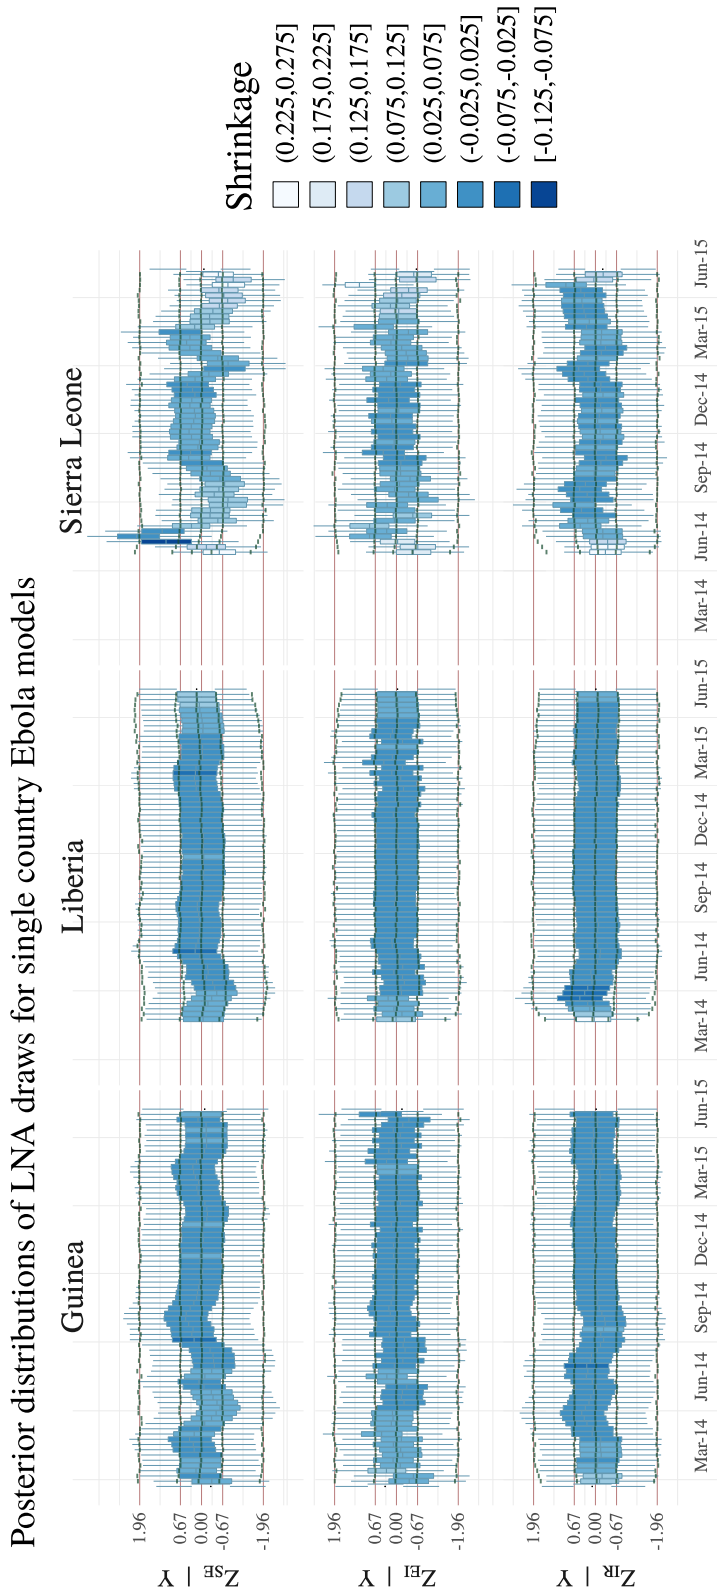 Posterior distributions of LNA draws for single country Ebola models
Guinea
Liberia
Sierra Leone
Z_SE | Y
1.96
0.67
0.00
-0.67
-1.96
Z_EI | Y
1.96
0.67
0.00
-0.67
-1.96
Z_IR | Y
1.96
0.67
0.00
-0.67
-1.96
Mar-14 Jun-14 Sep-14 Dec-14 Mar-15 Jun-15
Mar-14 Jun-14 Sep-14 Dec-14 Mar-15 Jun-15
Mar-14 Jun-14 Sep-14 Dec-14 Mar-15 Jun-15
Shrinkage
(0.225,0.275]
(0.175,0.225]
(0.125,0.175]
(0.075,0.125]
(0.025,0.075]
(-0.025,0.025]
(-0.075,-0.025]
[-0.125,-0.075]